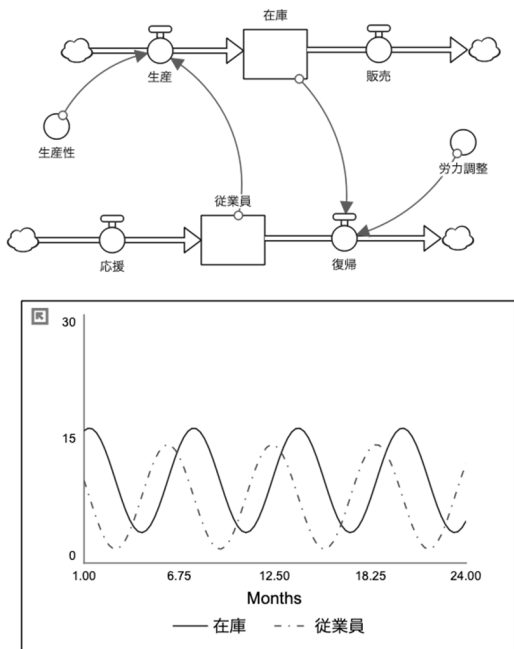 在庫
生産
販売
生産性
労力調整
従業員
応援
復帰
30
15
0
1.00
6.75
12.50
18.25
24.00
Months
在庫
従業員